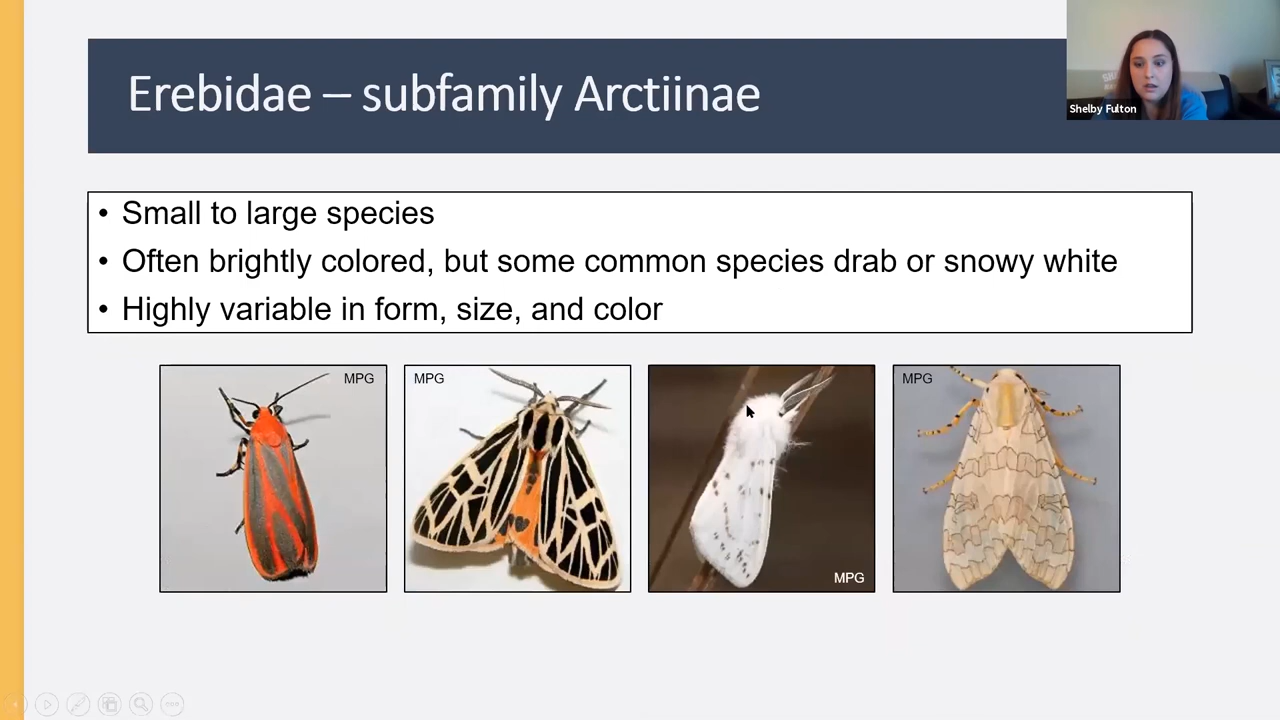 Erebidae – subfamily Arctiinae
Shelby Fulton
• Small to large species
• Often brightly colored, but some common species drab or snowy white
• Highly variable in form, size, and color
MPG
MPG
MPG
MPG